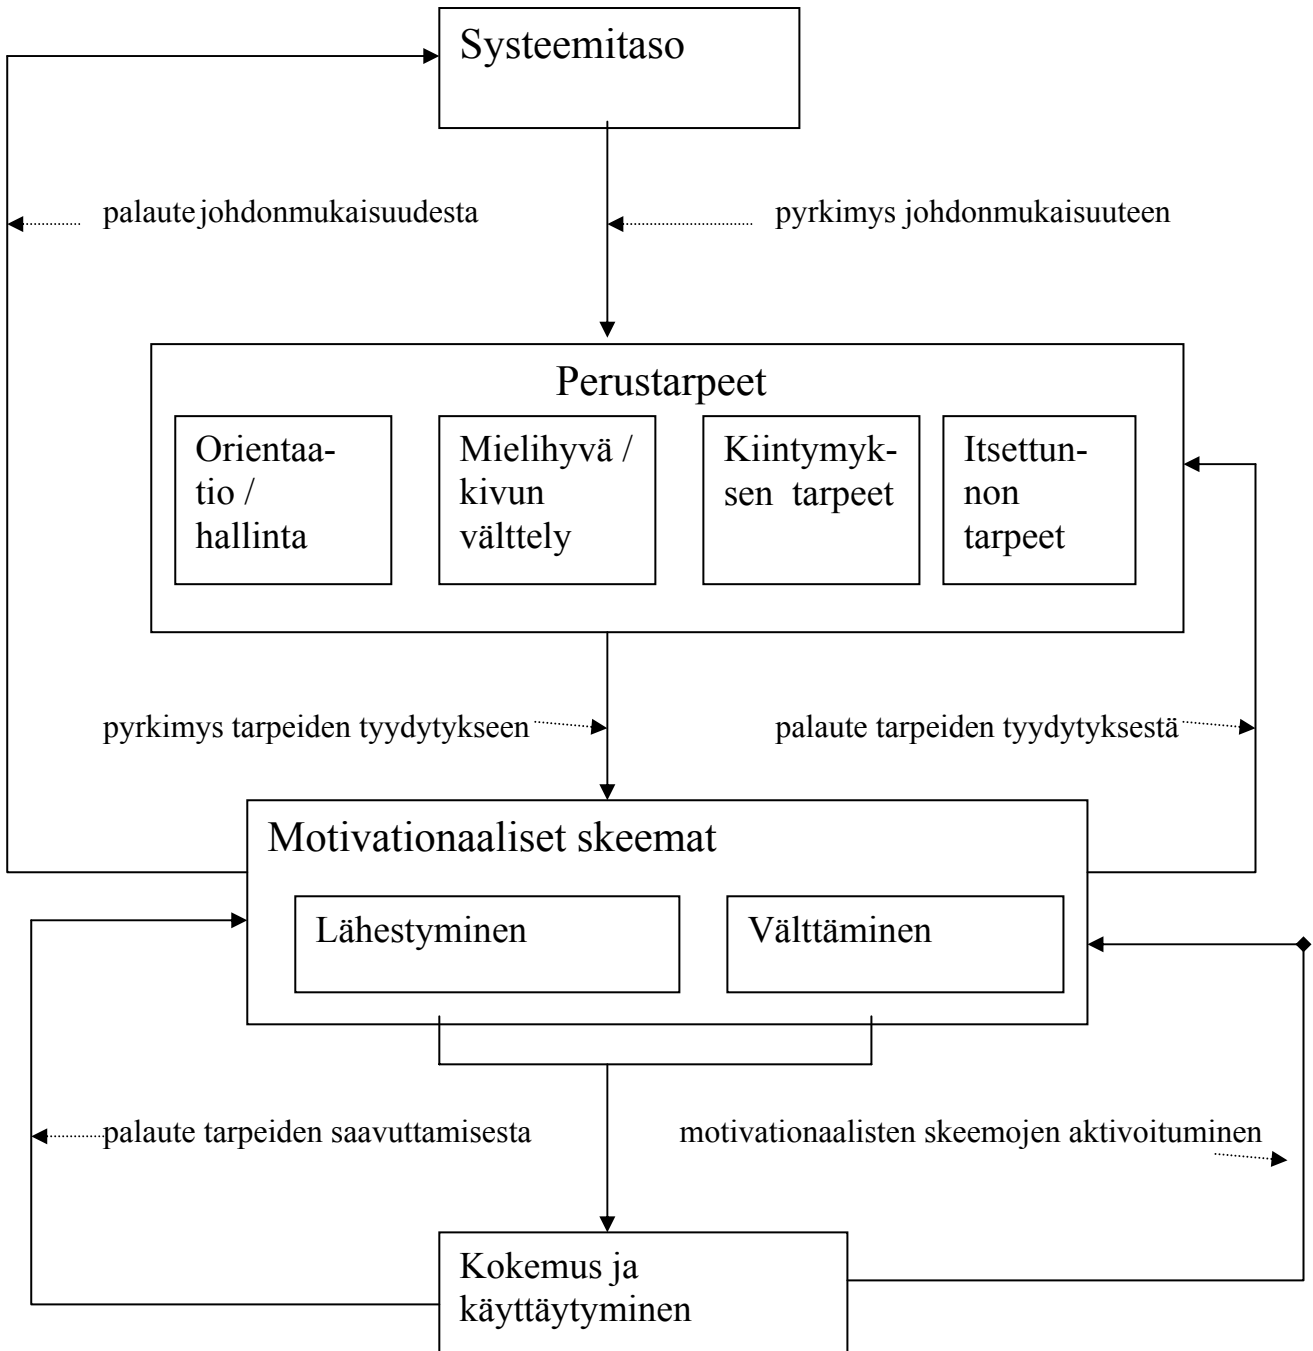 Systeemitaso
palaute johdonmukaisuudesta
pyrkimys johdonmukaisuuteen
Perustarpeet
Orientaa-
tio /
hallinta
Mielihyvä /
kivun
välttely
Kiintymyk-
sen tarpeet
Itsettun-
non
tarpeet
pyrkimys tarpeiden tyydytykseen
palaute tarpeiden tyydytyksestä
Motivationaaliset skeemat
Lähestyminen
Välttäminen
palaute tarpeiden saavuttamisesta
motivationaalisten skeemojen aktivoituminen
Kokemus ja
käyttäytyminen